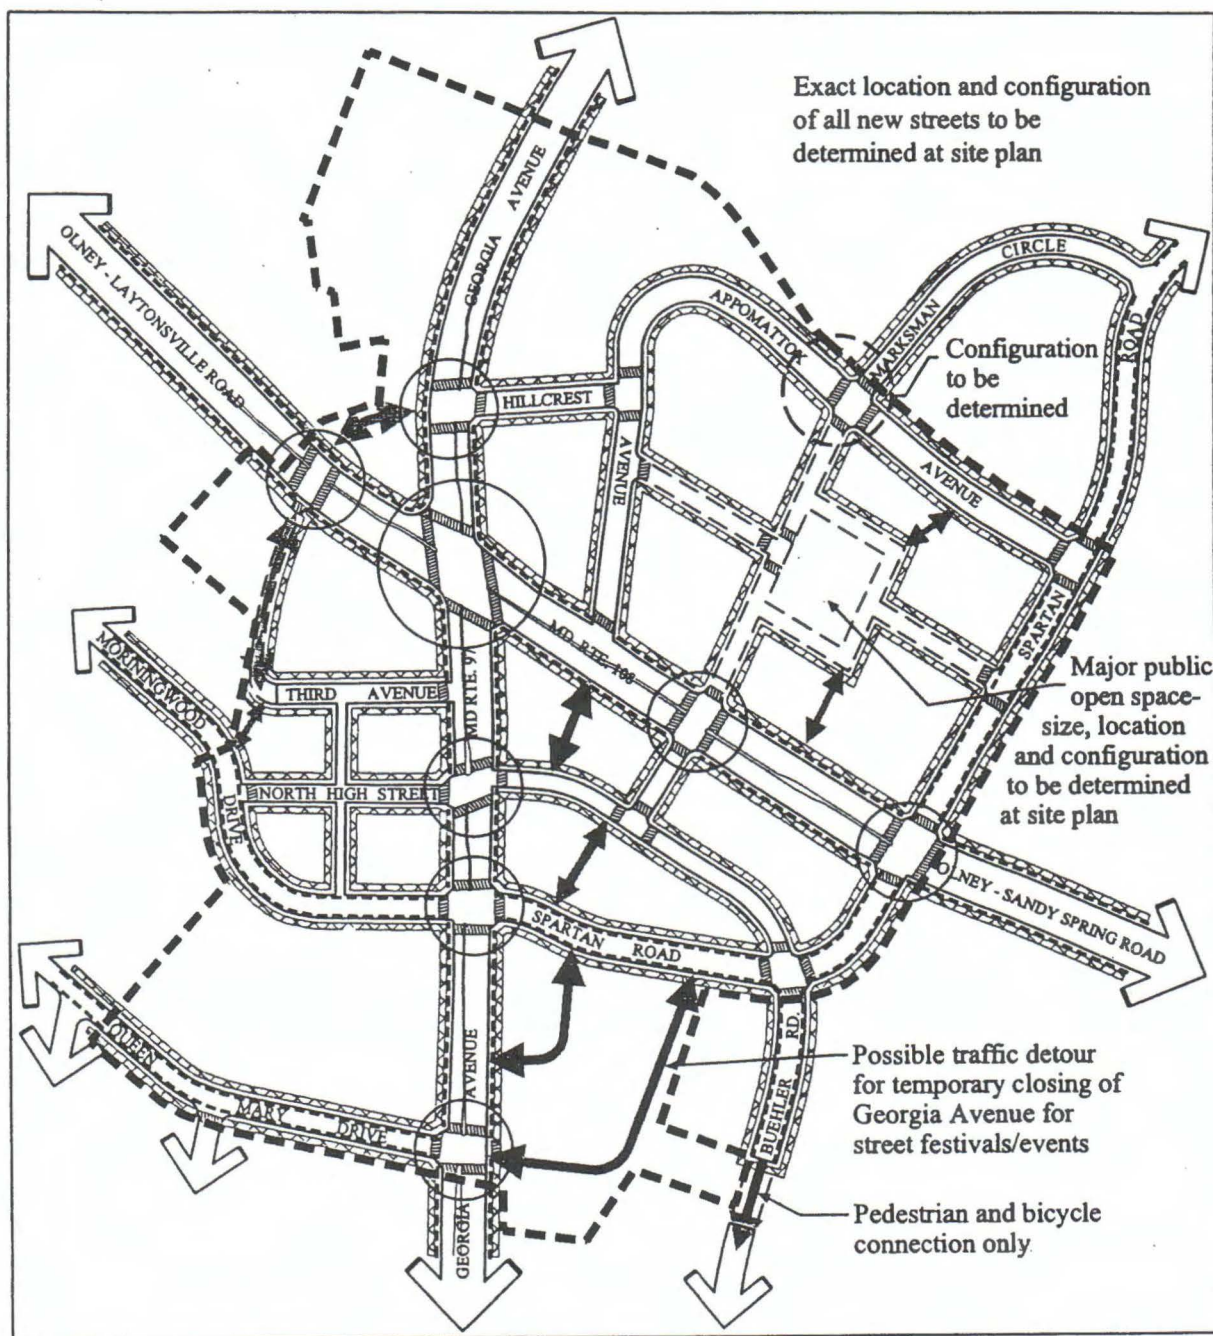 Exact location and configuration
of all new streets to be
determined at site plan
GEORGIA AVENUE
OLNEY - LAYTONSVILLE ROAD
MARKSMAN CIRCLE
ROAD
APPOMATTOK
AVENUE
Configuration
to be
determined
HILLCREST
AVENUE
SPARTAN
MD. RTE. 108
MORNINGWOOD
DRIVE
THIRD AVENUE
MD RTE. 97
Major public
open space-
size, location
and configuration
to be determined
at site plan
NORTH HIGH STREET
OLNEY - SANDY SPRING ROAD
SPARTAN ROAD
QUEEN MARY DRIVE
AVENUE
GEORGIA
BUEHLER RD.
Possible traffic detour
for temporary closing of
Georgia Avenue for
street festivals/events
Pedestrian and bicycle
connection only